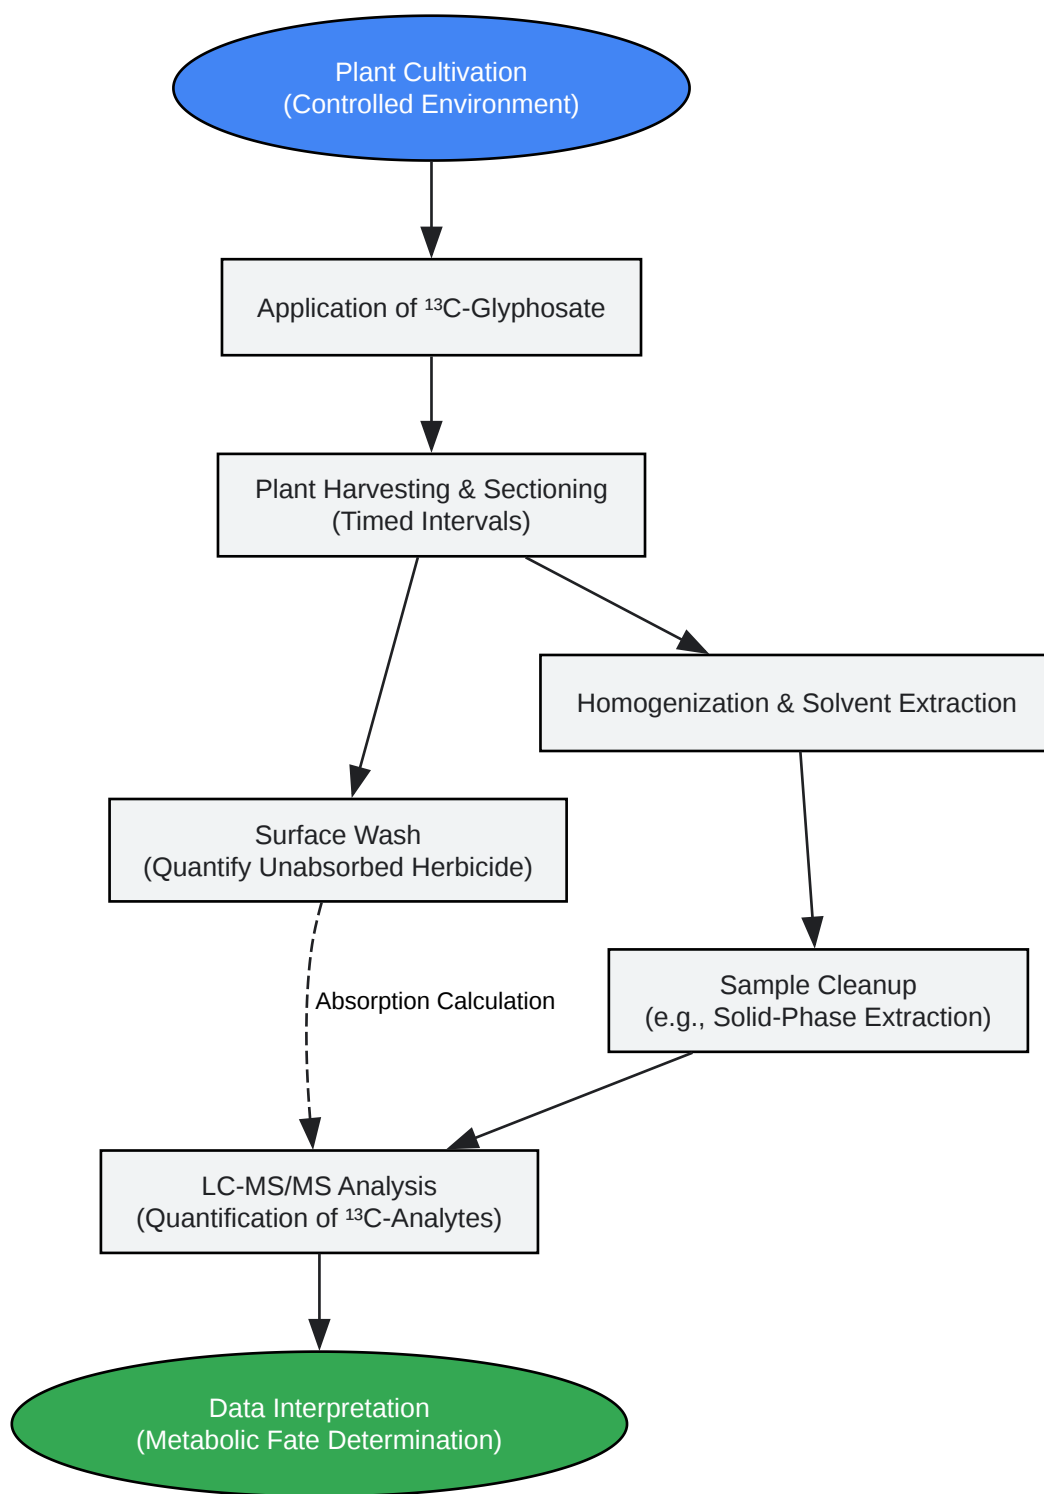 Plant Cultivation
(Controlled Environment)
Application of ¹³C-Glyphosate
Plant Harvesting & Sectioning
(Timed Intervals)
Homogenization & Solvent Extraction
Surface Wash
(Quantify Unabsorbed Herbicide)
Sample Cleanup
(e.g., Solid-Phase Extraction)
Absorption Calculation
LC-MS/MS Analysis
(Quantification of ¹³C-Analytes)
Data Interpretation
(Metabolic Fate Determination)